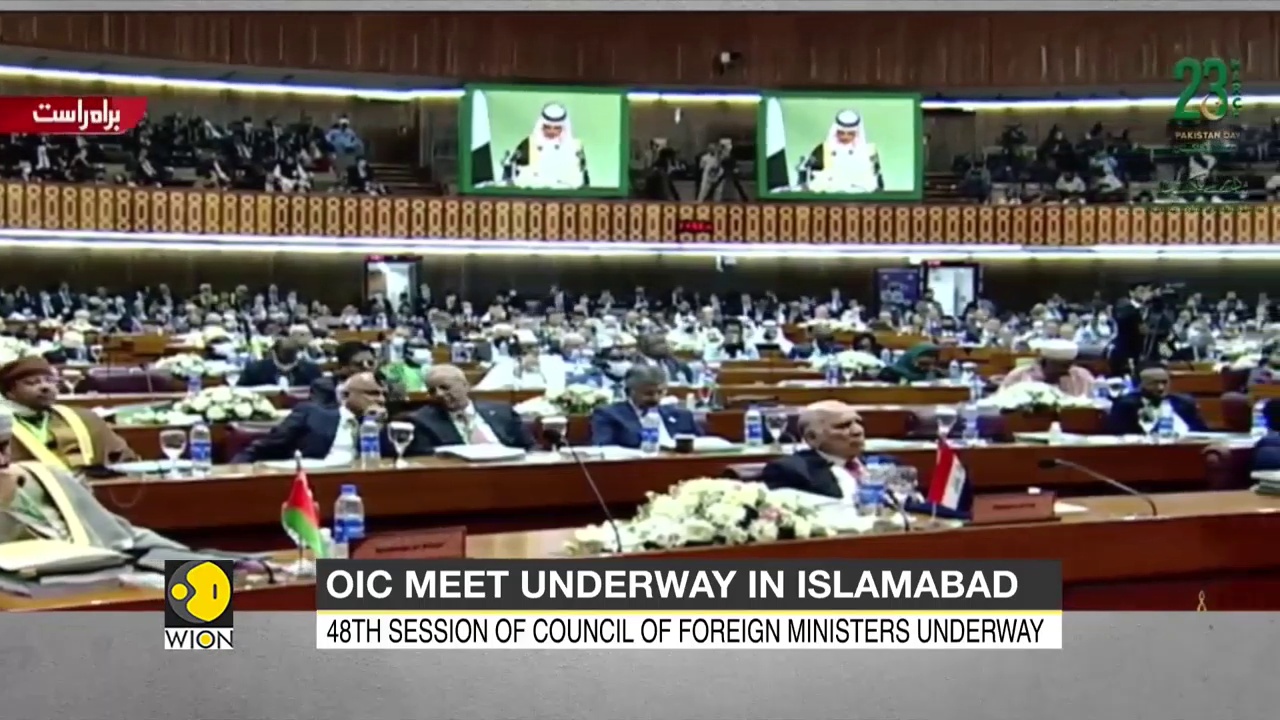 براہ راست
23
MARC
PAKISTAN DAY
WION
OIC MEET UNDERWAY IN ISLAMABAD
48TH SESSION OF COUNCIL OF FOREIGN MINISTERS UNDERWAY